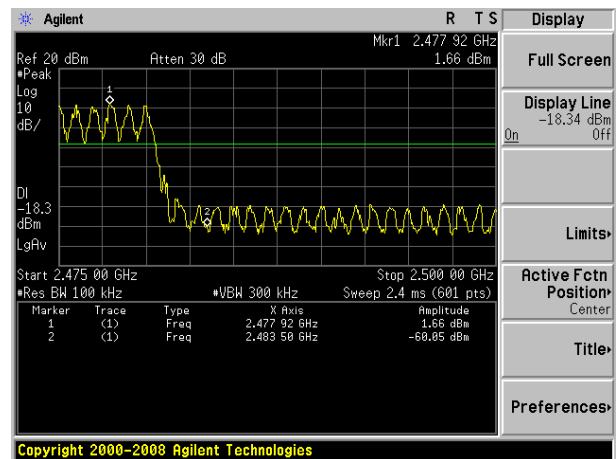 Agilent R T S
Display
Mkr1 2.477 92 GHz
Ref 20 dBm Atten 30 dB 1.66 dBm
#Peak
Log
10
dB/
1
DI
-18.3
dBm
LgAv
2
Start 2.475 00 GHz Stop 2.500 00 GHz
#Res BW 100 kHz #VBW 300 kHz Sweep 2.4 ms (601 pts)
Marker Trace Type X Axis Amplitude
1 (1) Freq 2.477 92 GHz 1.66 dBm
2 (1) Freq 2.483 50 GHz -60.05 dBm
Full Screen
Display Line
-18.34 dBm
On Off
Limits
Active Fctn
Position
Center
Title
Preferences
Copyright 2000-2008 Agilent Technologies